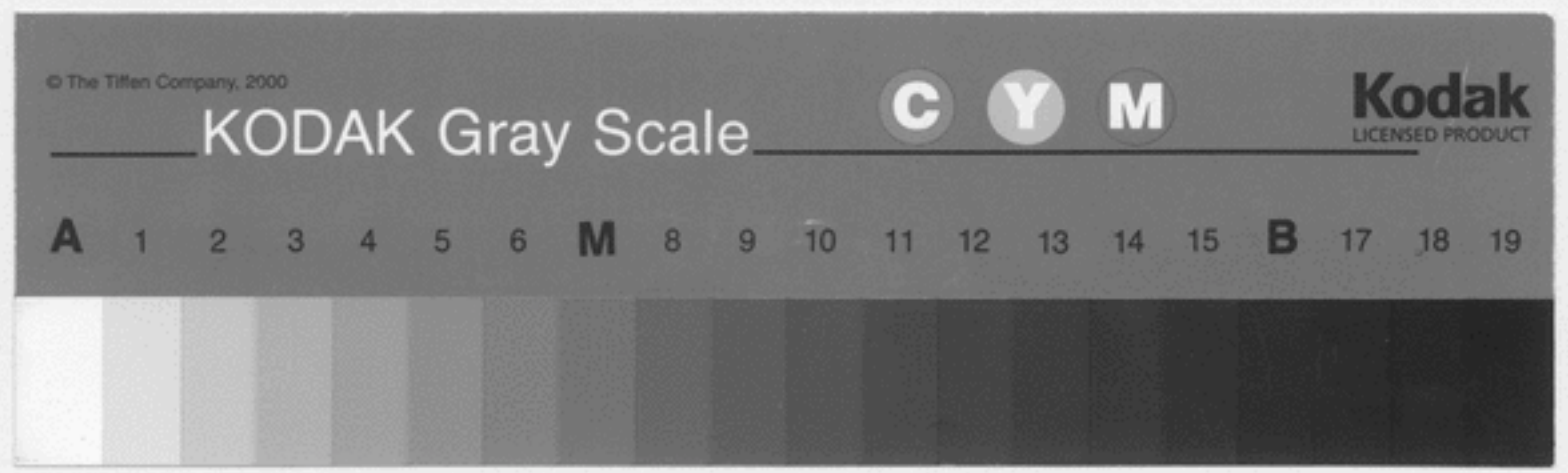 © The Tiffen Company, 2000
KODAK Gray Scale
C Y M
Kodak
LICENSED PRODUCT
A 1 2 3 4 5 6 M 8 9 10 11 12 13 14 15 B 17 18 19